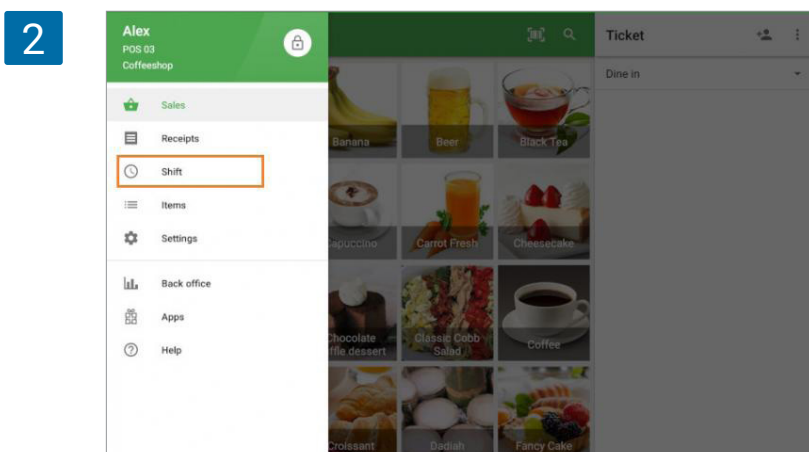 2
Alex
POS 03
Coffeeshop
Ticket
Dine in
Sales
Receipts
Shift
Items
Settings
Back office
Apps
Help
Banana
Beer
Black Tea
Capuccino
Carrot Fresh
Cheesecake
Chocolate
ffle dessert
Classic Cobb
Salad
Coffee
Croissant
Dadiah
Fancy Cake